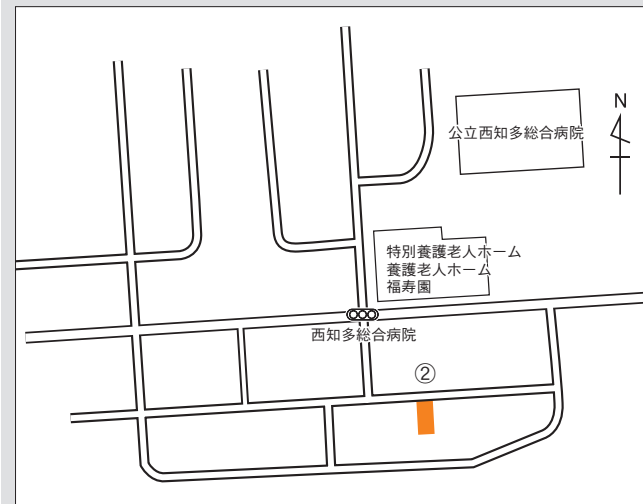 N
公立西知多総合病院
特別養護老人ホーム
養護老人ホーム
福寿園
西知多総合病院
②